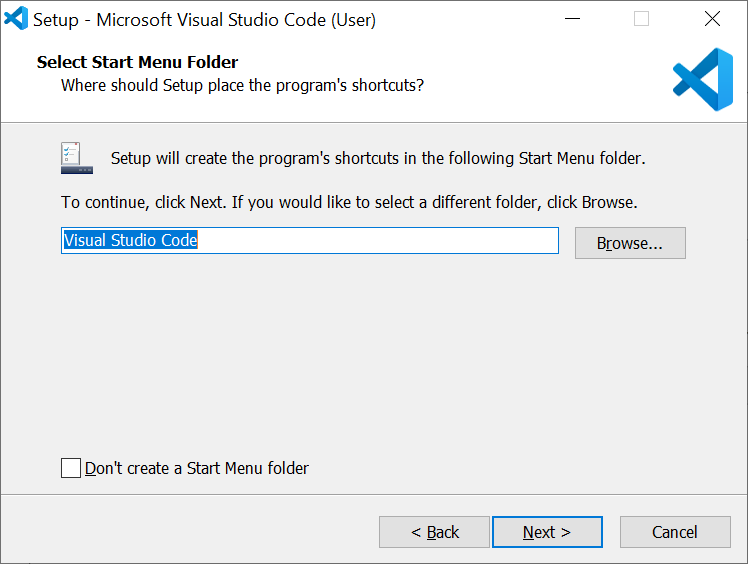 Setup - Microsoft Visual Studio Code (User)
Select Start Menu Folder
Where should Setup place the program's shortcuts?
Setup will create the program's shortcuts in the following Start Menu folder.
To continue, click Next. If you would like to select a different folder, click Browse.
Visual Studio Code
Browse...
Don't create a Start Menu folder
< Back
Next >
Cancel